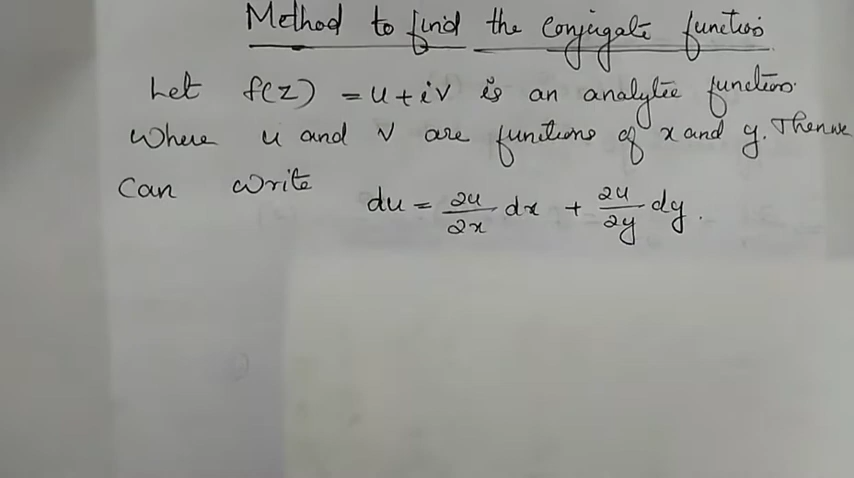 Method to find the Conjugate function
Let f(z) = u + iv is an analytic function.
Where u and v are functions of x and y. Then we
Can write du = ∂u/∂x dx + ∂u/∂y dy.